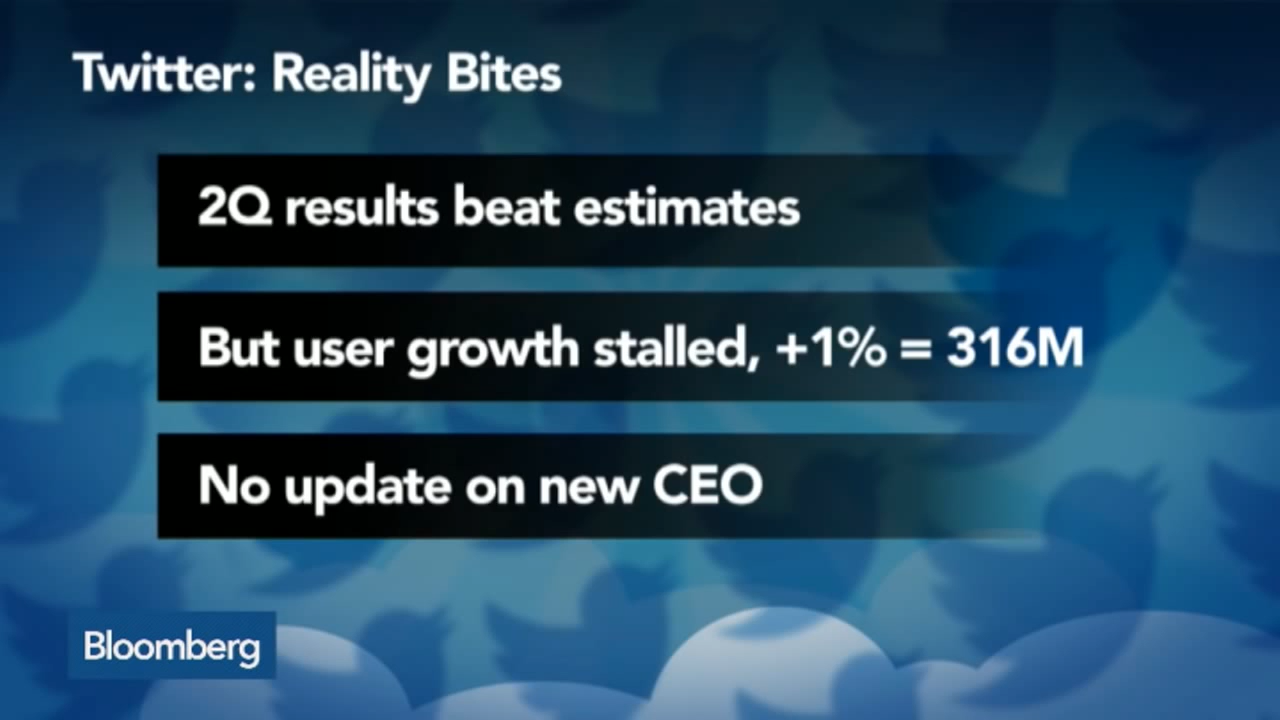 Twitter: Reality Bites
2Q results beat estimates
But user growth stalled, +1% = 316M
No update on new CEO
Bloomberg